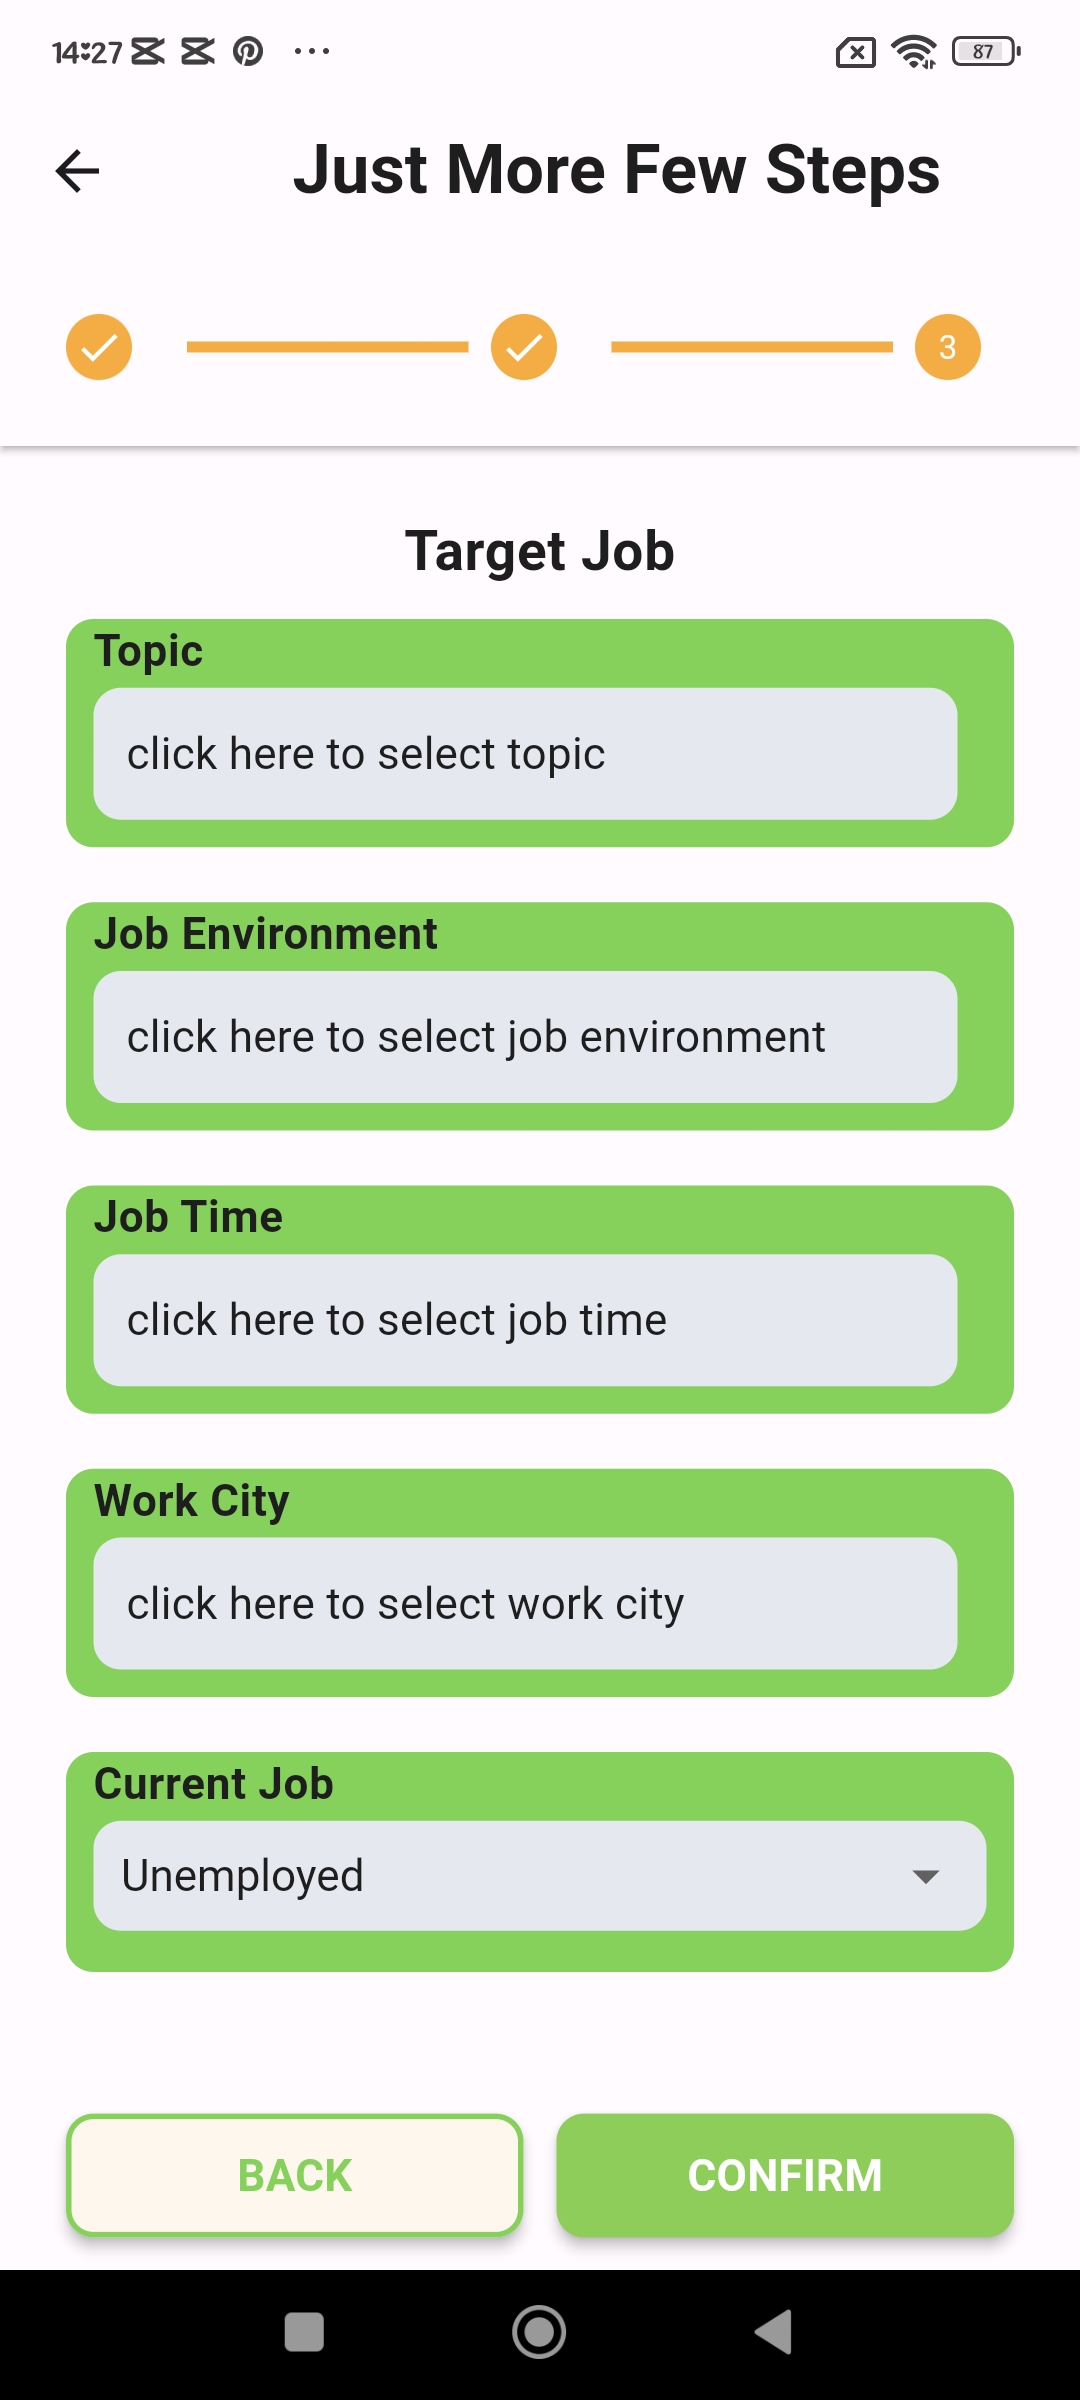 14:27
87
Just More Few Steps
3
Target Job
Topic
click here to select topic
Job Environment
click here to select job environment
Job Time
click here to select job time
Work City
click here to select work city
Current Job
Unemployed
BACK
CONFIRM